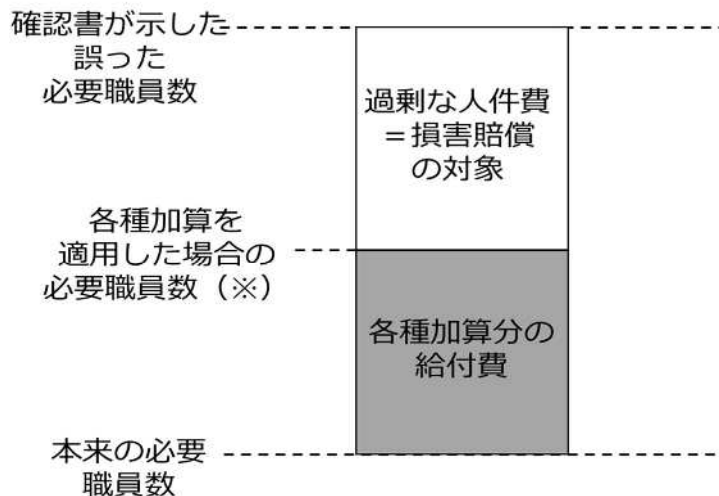 確認書が示した
誤った
必要職員数
過剰な人件費
＝損害賠償
の対象
各種加算を
適用した場合の
必要職員数（※）
各種加算分の
給付費
本来の必要
職員数